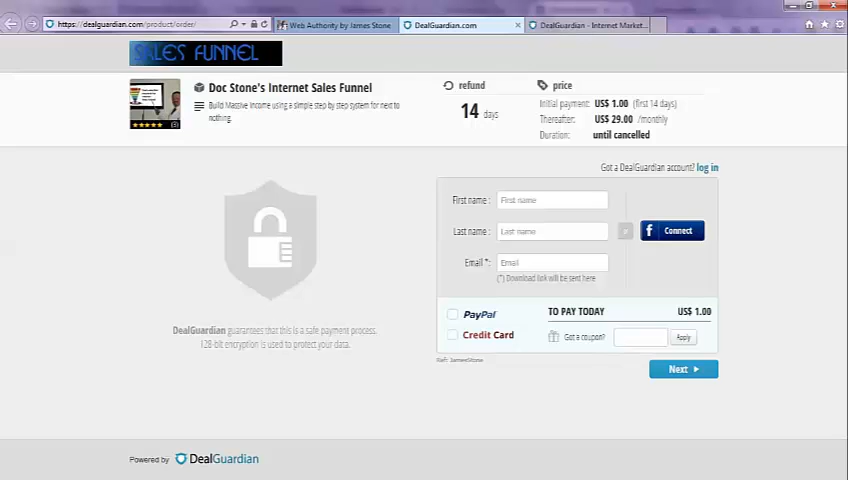 https://dealguardian.com/product/order/
Web Authority by James Stone
DealGuardian.com
DealGuardian - Internet Market...
SALES FUNNEL
Doc Stone's Internet Sales Funnel
Build Massive Income using a simple step by step system for next to
nothing.
refund
14 days
price
Initial payment: US$ 1.00 (first 14 days)
Thereafter: US$ 29.00 /monthly
Duration: until cancelled
Got a DealGuardian account? log in
First name : First name
Last name : Last name
f Connect
Email *: Email
(*) Download link will be sent here
DealGuardian guarantees that this is a safe payment process.
128-bit encryption is used to protect your data.
PayPal
Credit Card
TO PAY TODAY US$ 1.00
Got a coupon? Apply
Ref: JamesStone
Next
Powered by DealGuardian